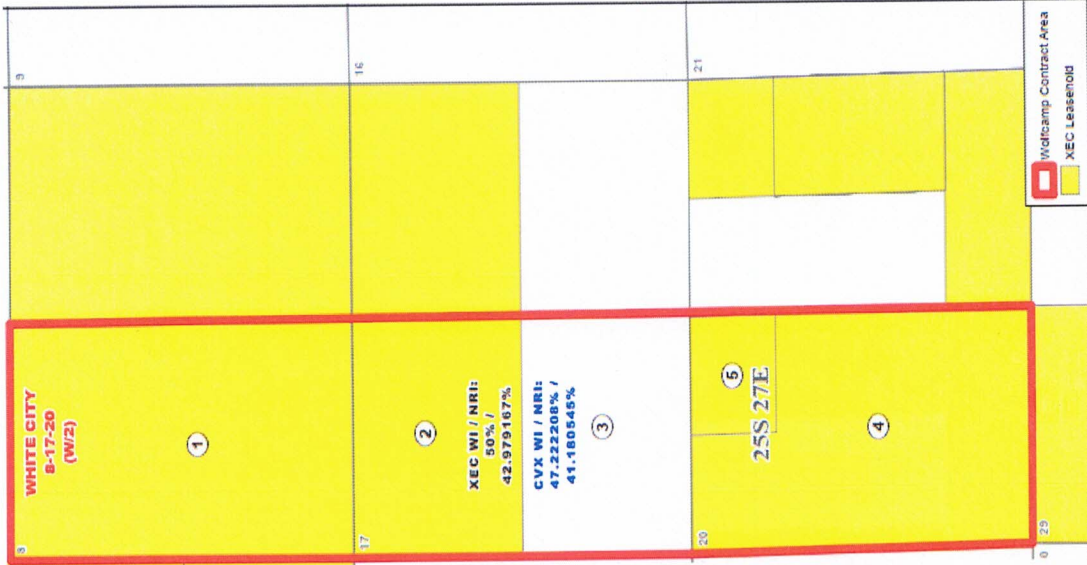 WHITE CITY
8-17-20
(W/2)
8
9
1
17
16
2
XEC WI / NRI:
50% /
42.979167%
CVX WI / NRI:
47.222208% /
41.180545%
3
20
21
5
25S 27E
4
29
0
Wolfcamp Contract Area
XEC Leasehold